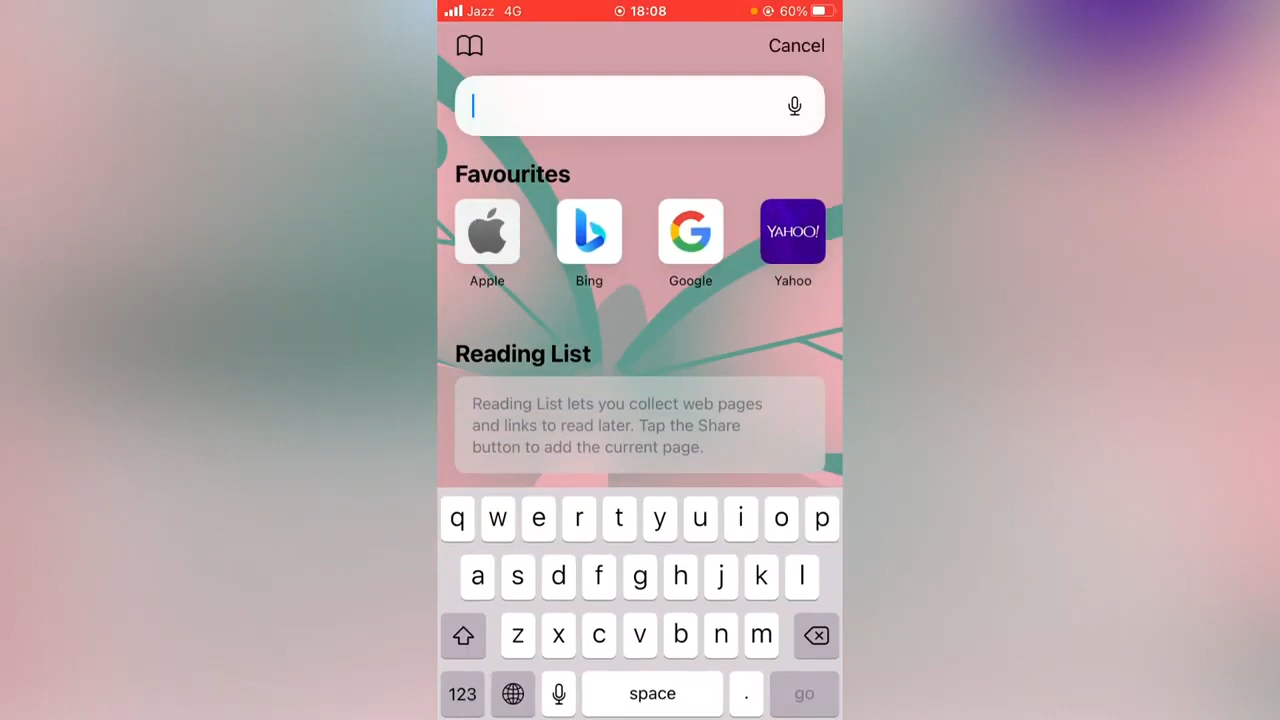 Jazz 4G 18:08 60%
Cancel
Favourites
YAHOO!
Apple Bing Google Yahoo
Reading List
Reading List lets you collect web pages
and links to read later. Tap the Share
button to add the current page.
q w e r t y u i o p
a s d f g h j k l
z x c v b n m
123 space . go